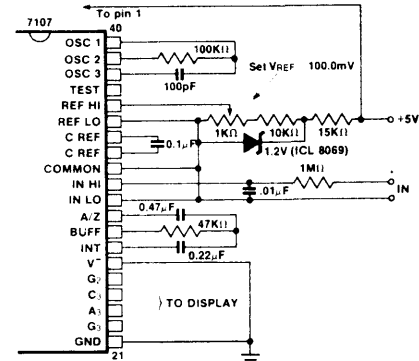 7107
To pin 1
40
OSC 1
OSC 2
100KΩ
OSC 3
100pF
Set VREF 100.0mV
TEST
REF HI
REF LO
1KΩ
10KΩ
15KΩ
+5V
C REF
0.1μF
1.2V (ICL 8069)
C REF
COMMON
1MΩ
IN HI
.01μF
IN
IN LO
0.47μF
A/Z
BUFF
47KΩ
INT
0.22μF
V-
G2
C3
TO DISPLAY
A3
G3
GND
21